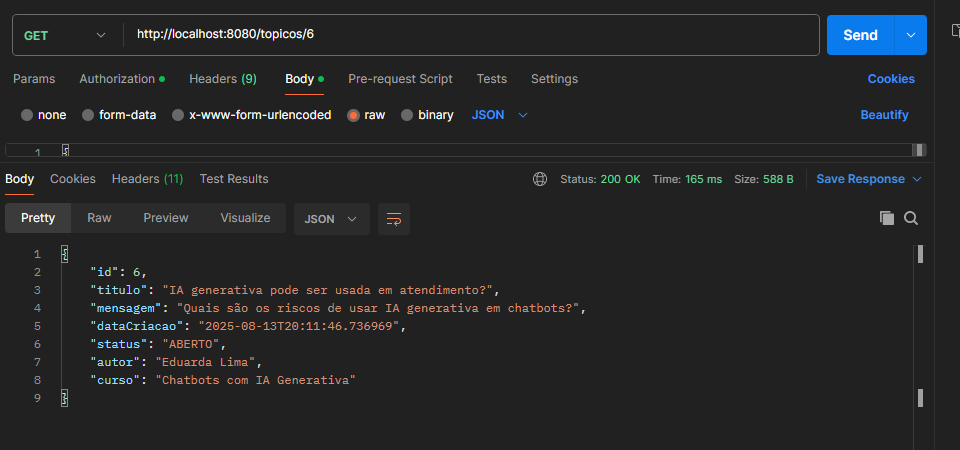 GET http://localhost:8080/topicos/6 Send
Params Authorization Headers (9) Body Pre-request Script Tests Settings Cookies
none form-data x-www-form-urlencoded raw binary JSON Beautify
1 {
Body Cookies Headers (11) Test Results Status: 200 OK Time: 165 ms Size: 588 B Save Response
Pretty Raw Preview Visualize JSON
1 {
2 "id": 6,
3 "titulo": "IA generativa pode ser usada em atendimento?",
4 "mensagem": "Quais são os riscos de usar IA generativa em chatbots?",
5 "dataCriacao": "2025-08-13T20:11:46.736969",
6 "status": "ABERTO",
7 "autor": "Eduarda Lima",
8 "curso": "Chatbots com IA Generativa"
9 }